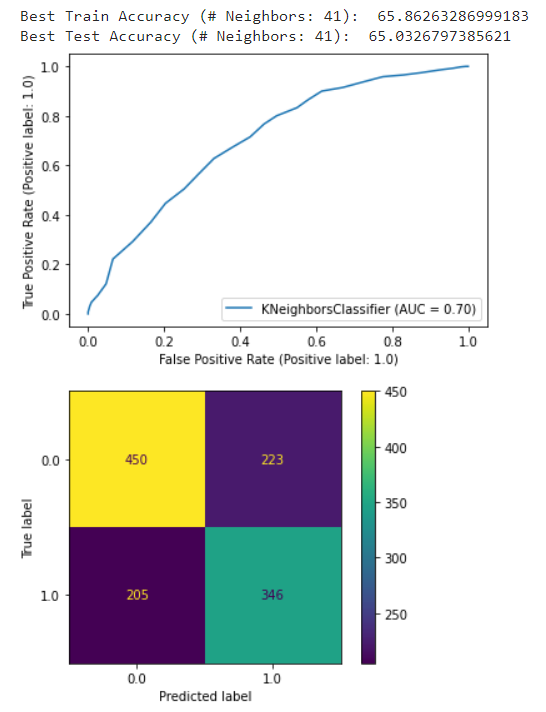 Best Train Accuracy (# Neighbors: 41):  65.86263286999183
Best Test Accuracy (# Neighbors: 41):  65.0326797385621
1.0
0.8
0.6
0.4
0.2
0.0
True Positive Rate (Positive label: 1.0)
KNeighborsClassifier (AUC = 0.70)
0.0 0.2 0.4 0.6 0.8 1.0
False Positive Rate (Positive label: 1.0)
0.0
1.0
True label
450 223
205 346
0.0 1.0
Predicted label
450
400
350
300
250